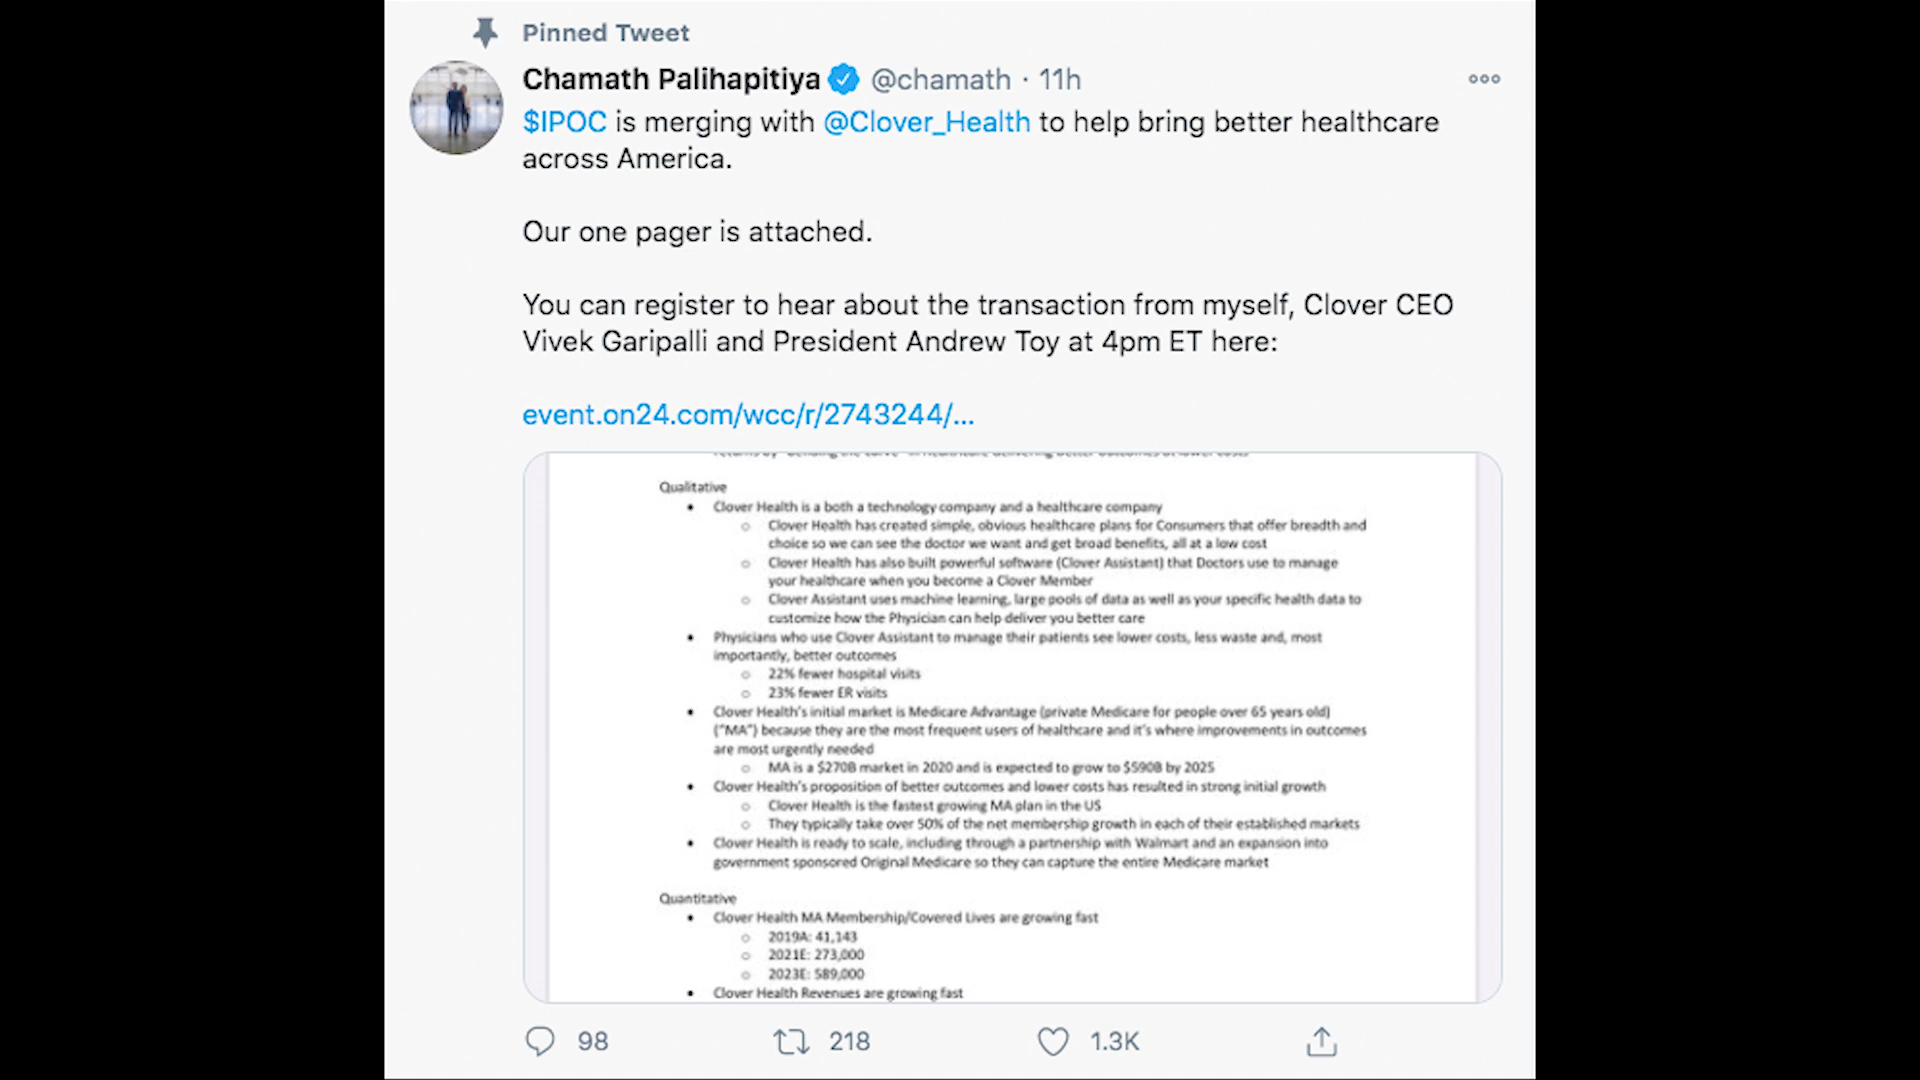 Pinned Tweet
Chamath Palihapitiya @chamath · 11h
$IPOC is merging with @Clover_Health to help bring better healthcare
across America.
Our one pager is attached.
You can register to hear about the transaction from myself, Clover CEO
Vivek Garipalli and President Andrew Toy at 4pm ET here:
event.on24.com/wcc/r/2743244/...
Qualitative
• Clover Health is a both a technology company and a healthcare company
o Clover Health has created simple, obvious healthcare plans for Consumers that offer breadth and
choice so we can see the doctor we want and get broad benefits, all at a low cost
o Clover Health has also built powerful software (Clover Assistant) that Doctors use to manage
your healthcare when you become a Clover Member
o Clover Assistant uses machine learning, large pools of data as well as your specific health data to
customize how the Physician can help deliver you better care
• Physicians who use Clover Assistant to manage their patients see lower costs, less waste and, most
importantly, better outcomes
o 22% fewer hospital visits
o 23% fewer ER visits
• Clover Health's initial market is Medicare Advantage (private Medicare for people over 65 years old)
("MA") because they are the most frequent users of healthcare and it's where improvements in outcomes
are most urgently needed
o MA is a $270B market in 2020 and is expected to grow to $590B by 2025
• Clover Health's proposition of better outcomes and lower costs has resulted in strong initial growth
o Clover Health is the fastest growing MA plan in the US
o They typically take over 50% of the net membership growth in each of their established markets
• Clover Health is ready to scale, including through a partnership with Walmart and an expansion into
government sponsored Original Medicare so they can capture the entire Medicare market
Quantitative
• Clover Health MA Membership/Covered Lives are growing fast
o 2019A: 41,143
o 2021E: 273,000
o 2023E: 589,000
• Clover Health Revenues are growing fast
98 218 1.3K